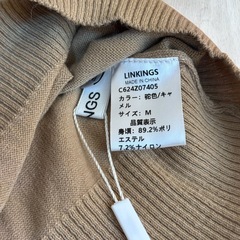 LINKINGS
MADE IN CHINA
C624Z07405
カラー: 驼色/キャ
メル
サイズ: M
品質表示
身頃: 89.2%ポリ
エステル
7.2%ナイロン
NGS